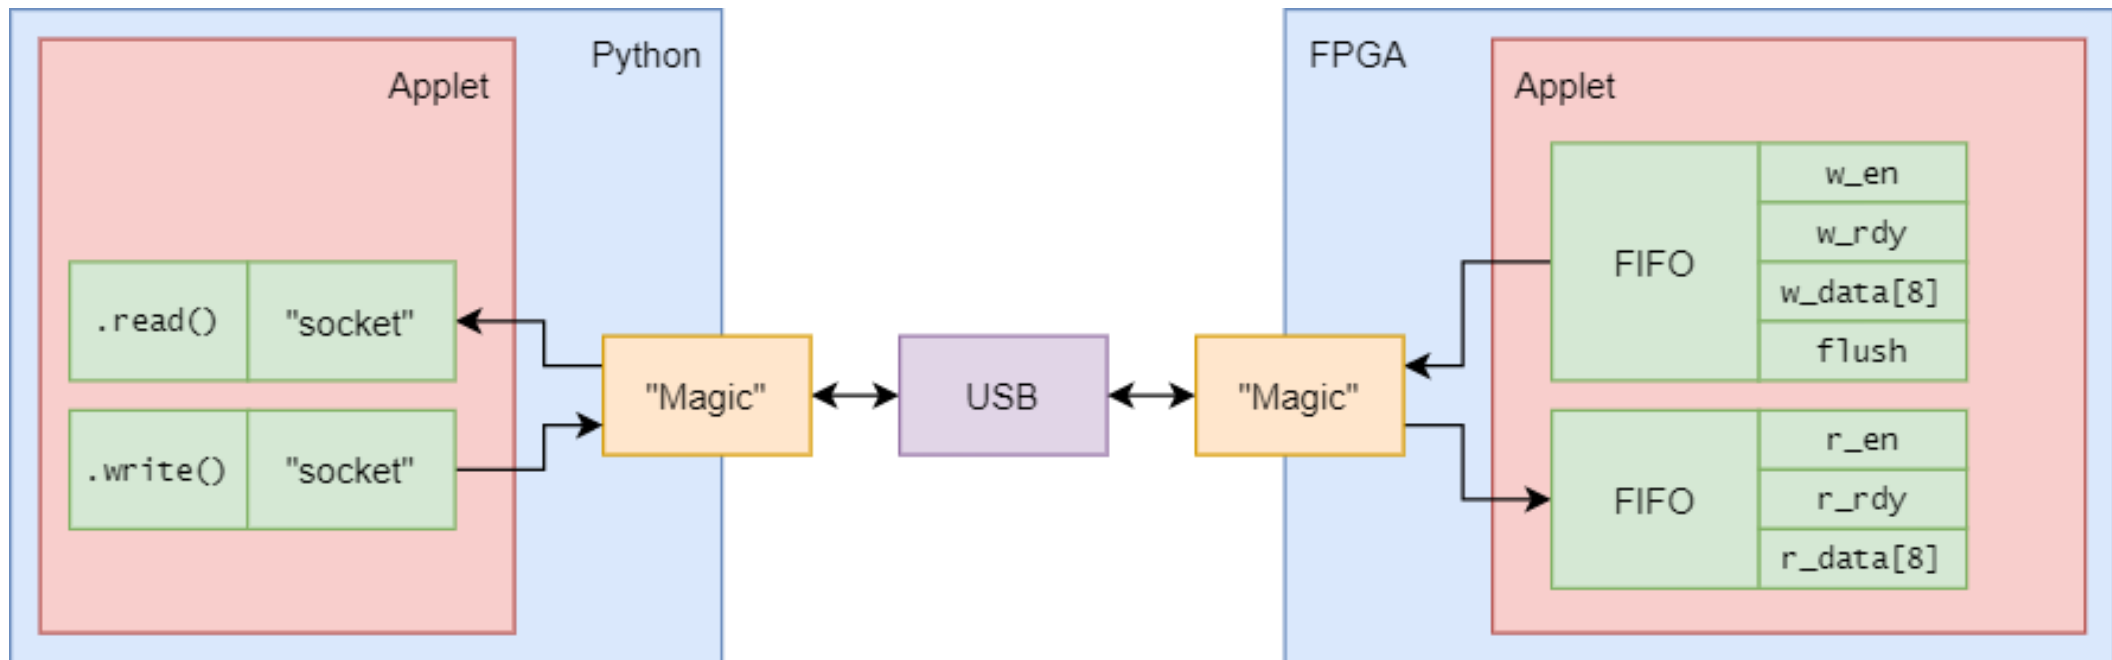 Python
Applet
.read()
"socket"
.write()
"socket"
"Magic"
USB
"Magic"
FPGA
Applet
FIFO
w_en
w_rdy
w_data[8]
flush
FIFO
r_en
r_rdy
r_data[8]